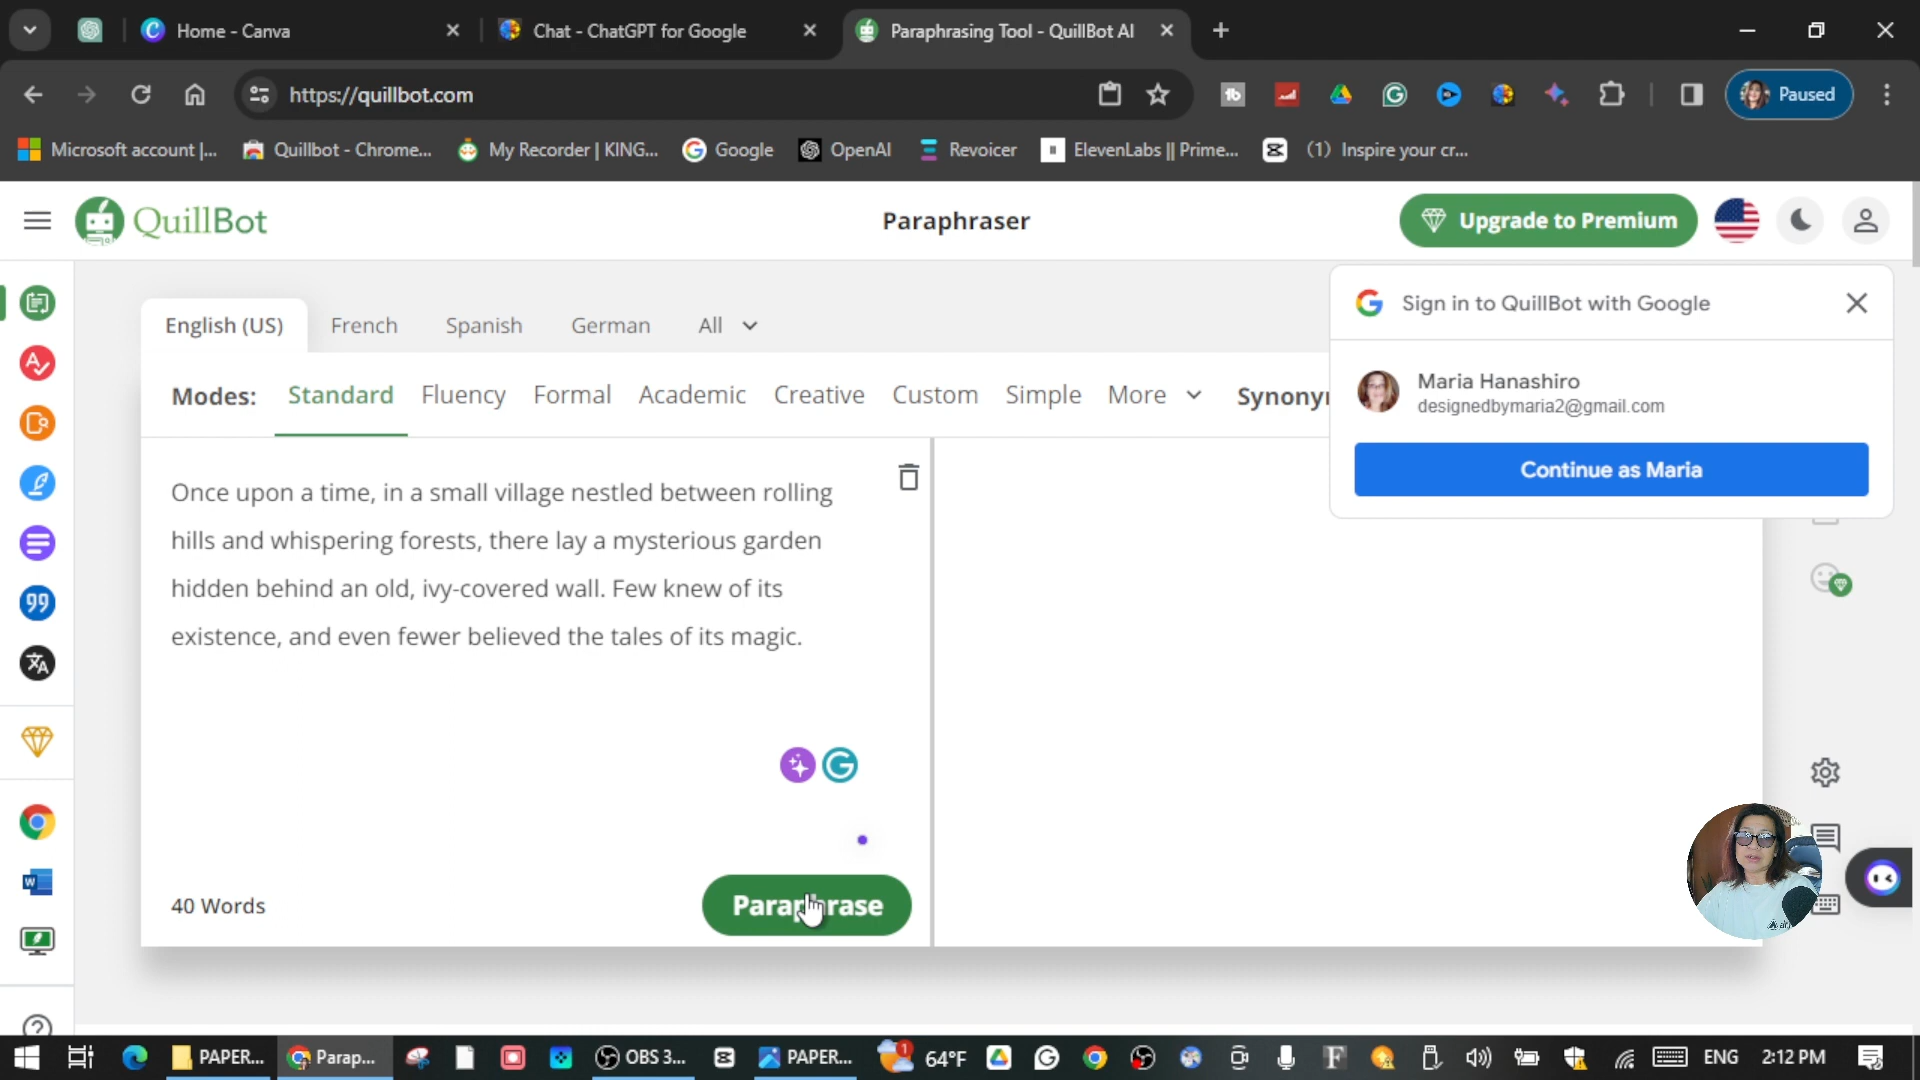 Home - Canva
Chat - ChatGPT for Google
Paraphrasing Tool - QuillBot AI
https://quillbot.com
Paused
Microsoft account |...
Quillbot - Chrome...
My Recorder | KING...
Google
OpenAI
Revoicer
ElevenLabs || Prime...
(1) Inspire your cr...
QuillBot
Paraphraser
Upgrade to Premium
Sign in to QuillBot with Google
English (US)
French
Spanish
German
All
Maria Hanashiro
designedbymaria2@gmail.com
Modes:
Standard
Fluency
Formal
Academic
Creative
Custom
Simple
More
Continue as Maria
Once upon a time, in a small village nestled between rolling
hills and whispering forests, there lay a mysterious garden
hidden behind an old, ivy-covered wall. Few knew of its
existence, and even fewer believed the tales of its magic.
40 Words
Paraphrase
PAPER...
Parap...
OBS 3...
PAPER...
1
64°F
ENG
2:12 PM